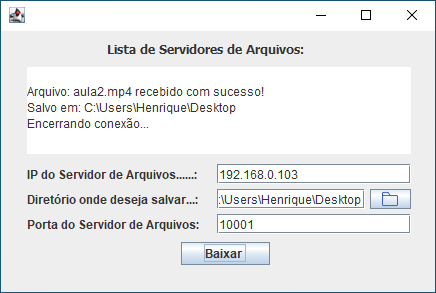 Lista de Servidores de Arquivos:
Arquivo: aula2.mp4 recebido com sucesso!
Salvo em: C:\Users\Henrique\Desktop
Encerrando conexão...
IP do Servidor de Arquivos......: 192.168.0.103
Diretório onde deseja salvar...: :\Users\Henrique\Desktop
Porta do Servidor de Arquivos: 10001
Baixar